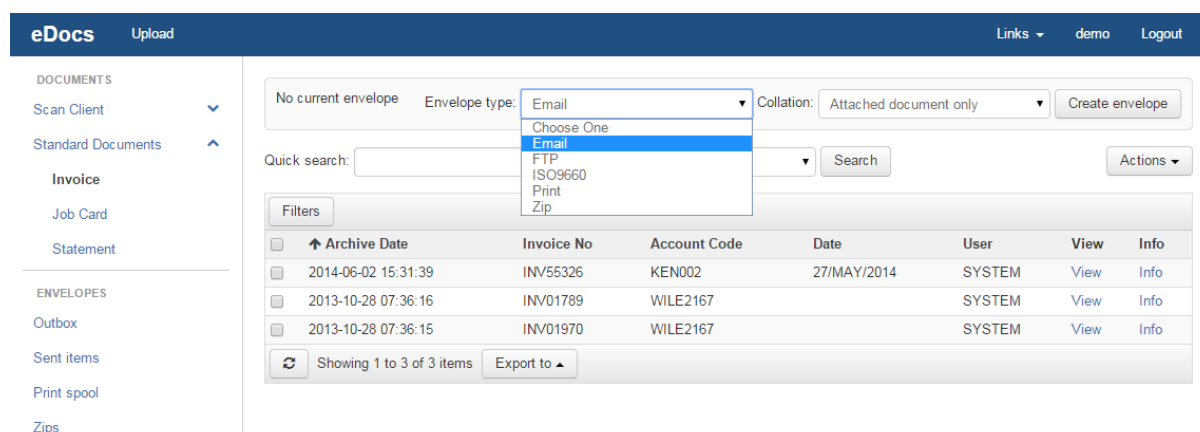 eDocs Upload Links demo Logout
DOCUMENTS
Scan Client
Standard Documents
Invoice
Job Card
Statement
ENVELOPES
Outbox
Sent items
Print spool
Zips
No current envelope Envelope type: Email Collation: Attached document only Create envelope
Choose One
Email
FTP
ISO9660
Print
Zip
Quick search: Search Actions
Filters
Archive Date Invoice No Account Code Date User View Info
2014-06-02 15:31:39 INV55326 KEN002 27/MAY/2014 SYSTEM View Info
2013-10-28 07:36:16 INV01789 WILE2167 SYSTEM View Info
2013-10-28 07:36:15 INV01970 WILE2167 SYSTEM View Info
Showing 1 to 3 of 3 items Export to